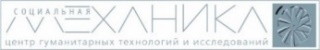 СОЦИАЛЬНАЯ
МЕХАНИКА
центр гуманитарных технологий и исследований